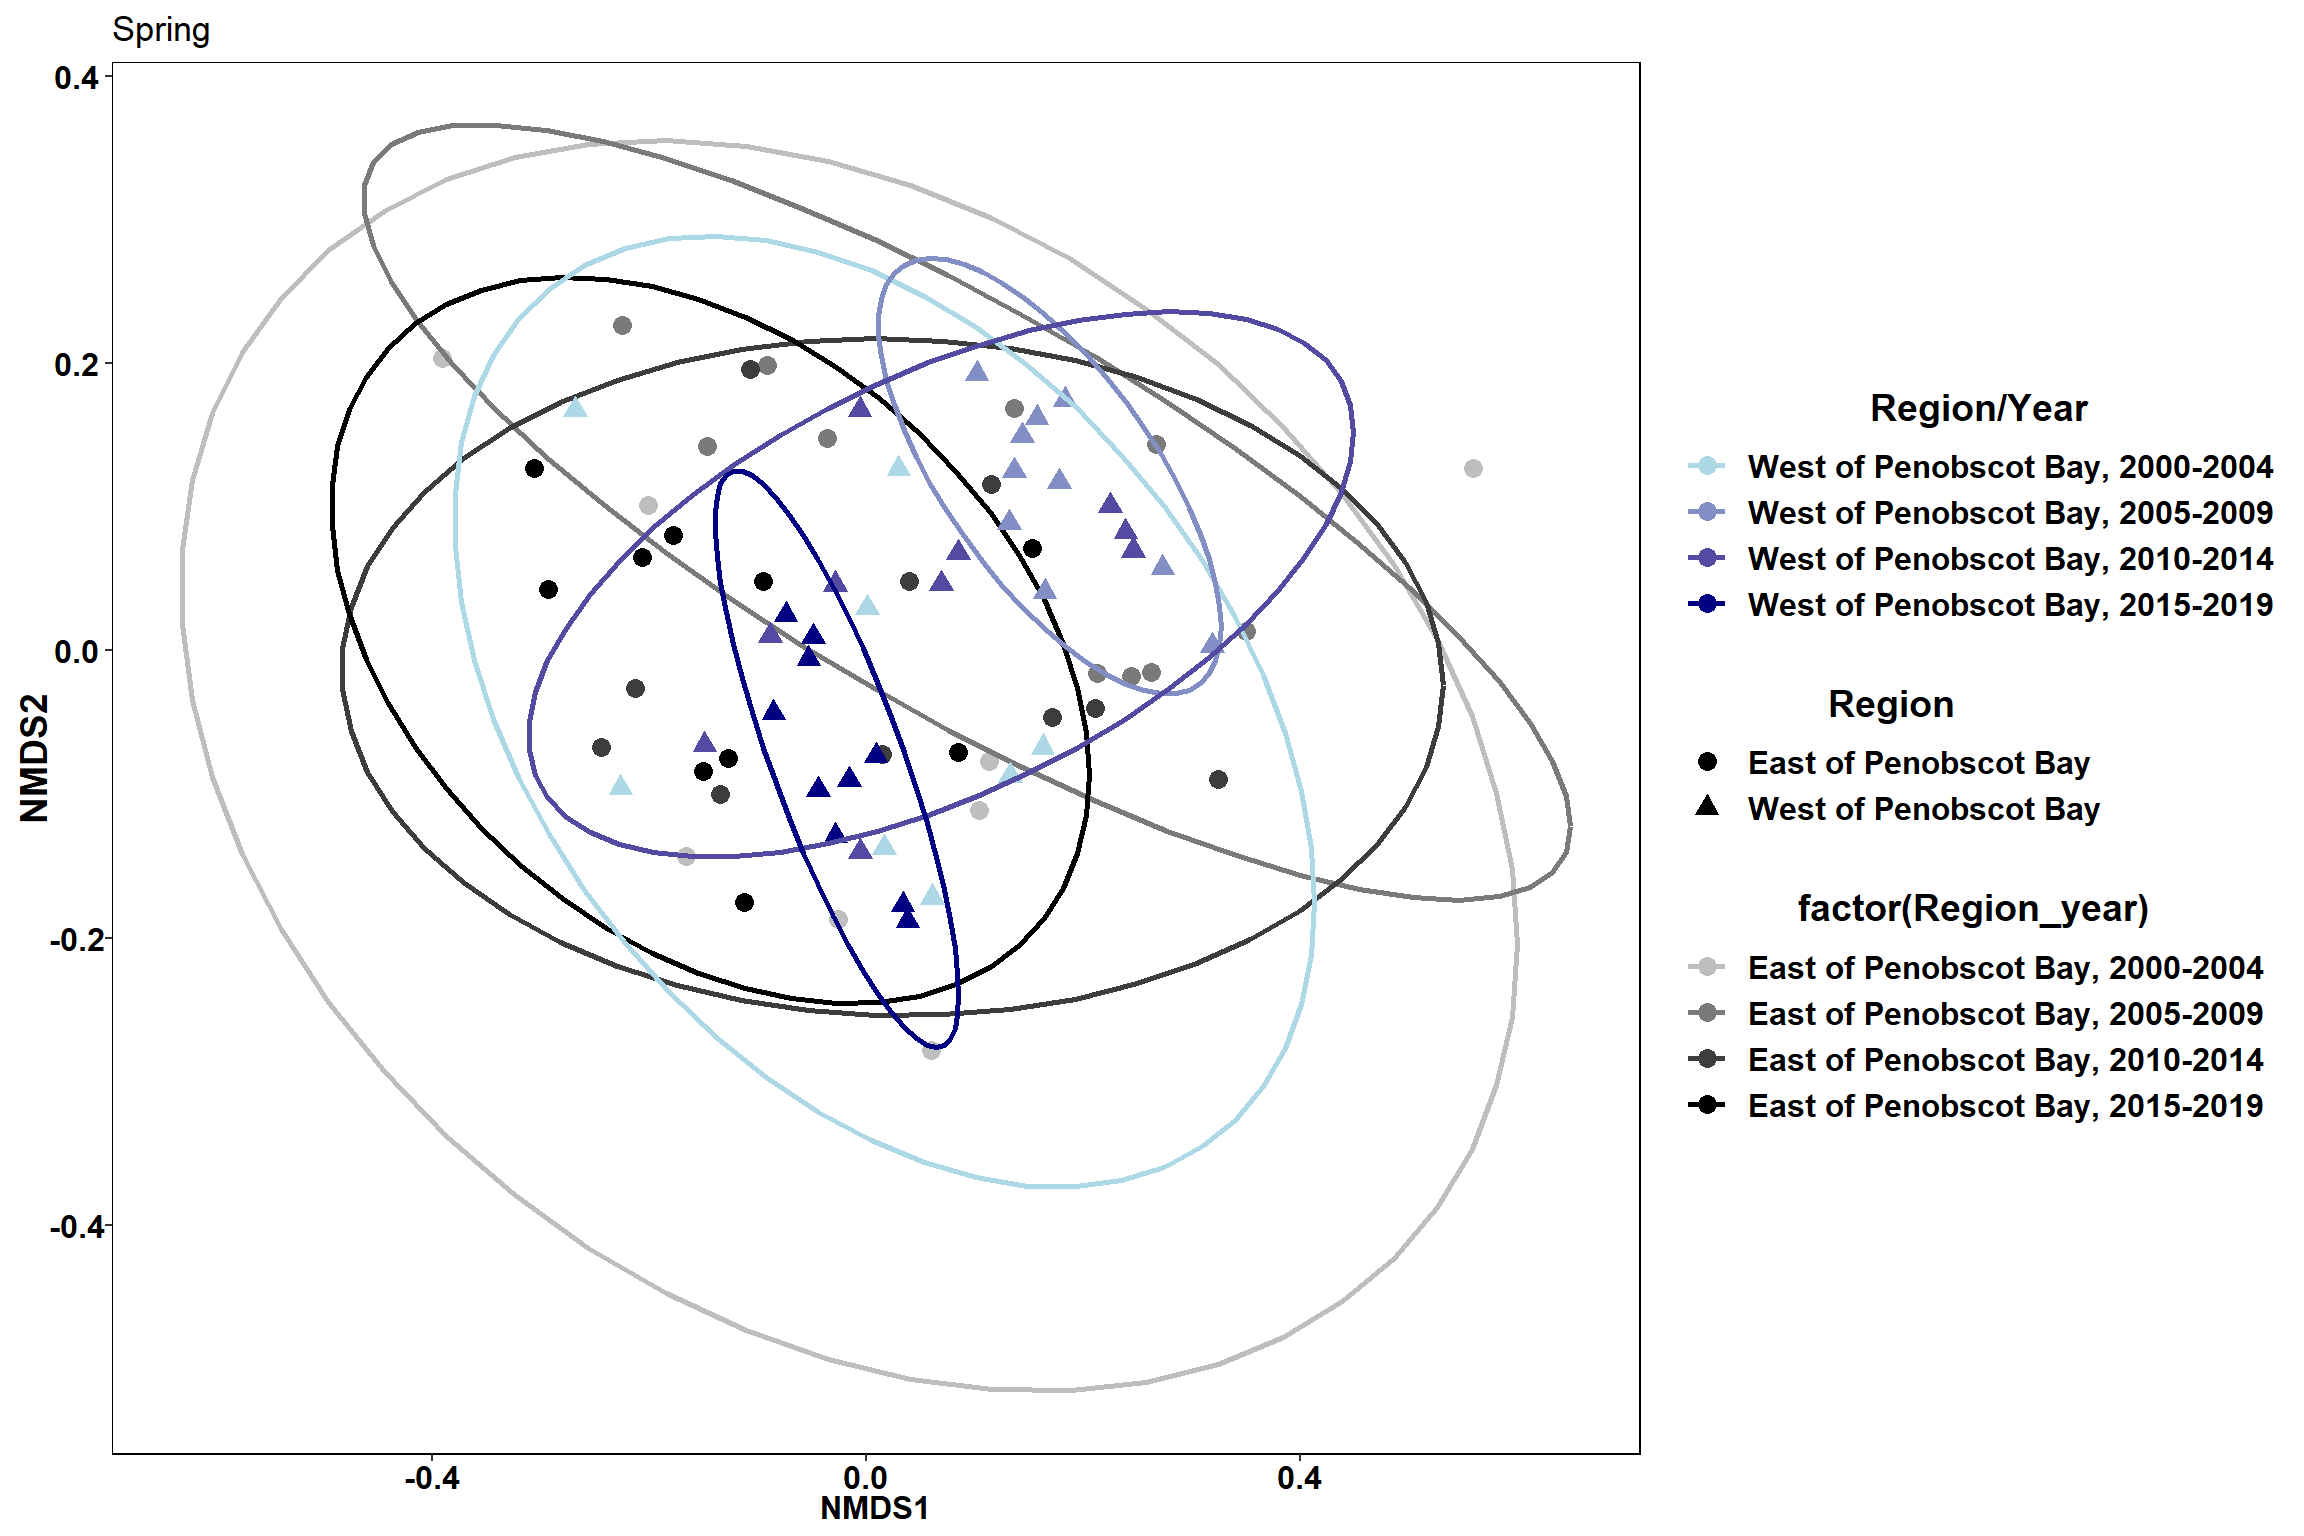 Spring
0.4
0.2
0.0
-0.2
-0.4
NMDS2
-0.4
0.0
0.4
NMDS1
Region/Year
West of Penobscot Bay, 2000-2004
West of Penobscot Bay, 2005-2009
West of Penobscot Bay, 2010-2014
West of Penobscot Bay, 2015-2019
Region
East of Penobscot Bay
West of Penobscot Bay
factor(Region_year)
East of Penobscot Bay, 2000-2004
East of Penobscot Bay, 2005-2009
East of Penobscot Bay, 2010-2014
East of Penobscot Bay, 2015-2019